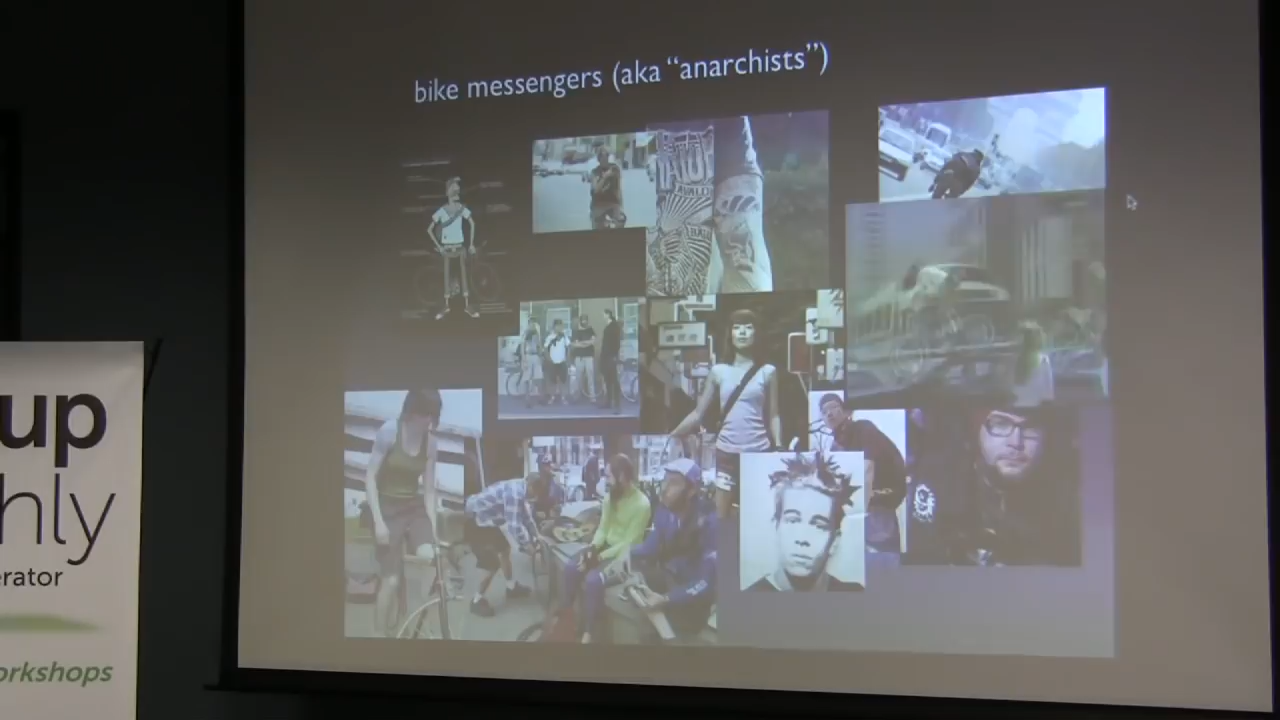 bike messengers (aka "anarchists")
up
hly
erator
orkshops